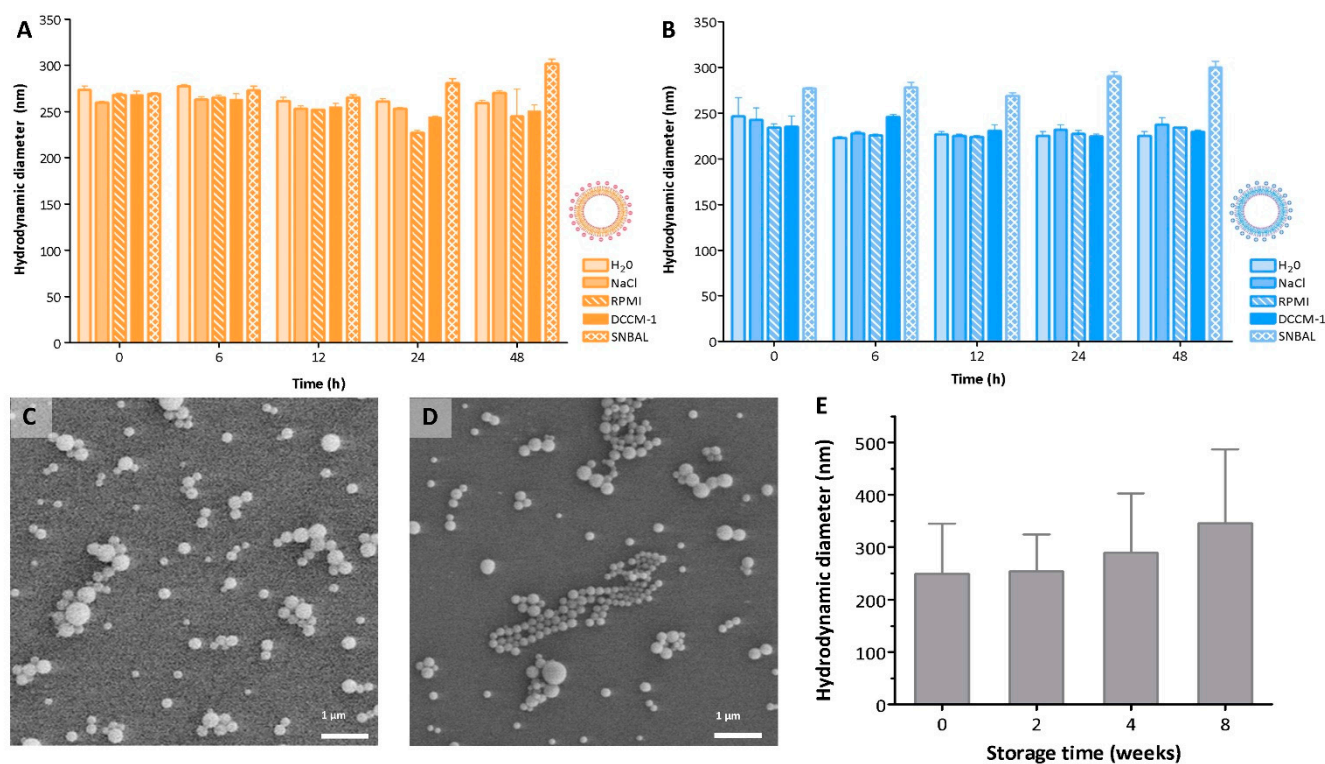 A
Hydrodynamic diameter (nm)
350
300
250
200
150
100
50
0
0 6 12 24 48
Time (h)
H₂0
NaCl
RPMI
DCCM-1
SNBAL
B
Hydrodynamic diameter (nm)
350
300
250
200
150
100
50
0
0 6 12 24 48
Time (h)
H₂0
NaCl
RPMI
DCCM-1
SNBAL
C
1 µm
D
1 µm
E
Hydrodynamic diameter (nm)
500
400
300
200
100
0
0 2 4 8
Storage time (weeks)